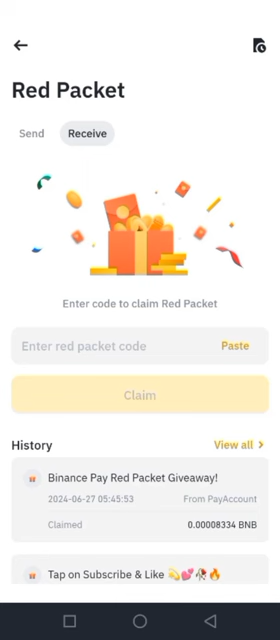 Red Packet
Send
Receive
Enter code to claim Red Packet
Enter red packet code
Paste
Claim
History
View all
Binance Pay Red Packet Giveaway!
2024-06-27 05:45:53
From PayAccount
Claimed
0.00008334 BNB
Tap on Subscribe & Like 💫💕🥀🔥